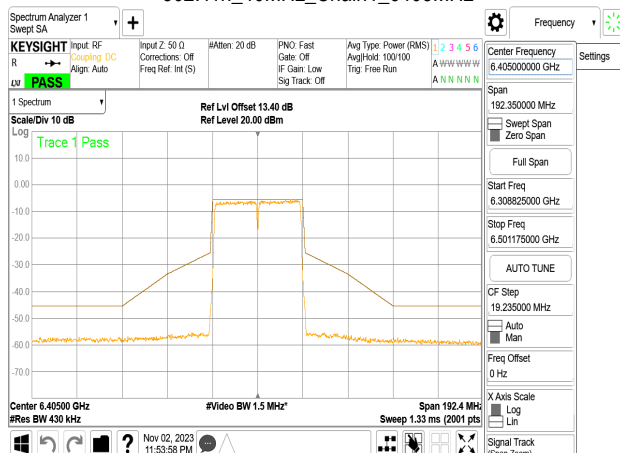 Spectrum Analyzer 1
Swept SA
Frequency
KEYSIGHT
R
LXI
PASS
Input: RF
Coupling: DC
Align: Auto
Input Z: 50 Ω
Corrections: Off
Freq Ref: Int (S)
#Atten: 20 dB
PNO: Fast
Gate: Off
IF Gain: Low
Sig Track: Off
Avg Type: Power (RMS)
Avg|Hold: 100/100
Trig: Free Run
1 2 3 4 5 6
A W W W W W
A N N N N N
Center Frequency
6.405000000 GHz
Settings
Span
192.350000 MHz
Swept Span
Zero Span
Full Span
Start Freq
6.308825000 GHz
Stop Freq
6.501175000 GHz
AUTO TUNE
CF Step
19.235000 MHz
Auto
Man
Freq Offset
0 Hz
X Axis Scale
Log
Lin
Signal Track
(Span Zoom)
1 Spectrum
Scale/Div 10 dB
Log
Ref Lvl Offset 13.40 dB
Ref Level 20.00 dBm
Trace 1 Pass
10.0
0.00
-10.0
-20.0
-30.0
-40.0
-50.0
-60.0
-70.0
Center 6.40500 GHz
#Res BW 430 kHz
#Video BW 1.5 MHz*
Span 192.4 MHz
Sweep 1.33 ms (2001 pts)
?
Nov 02, 2023
11:53:58 PM